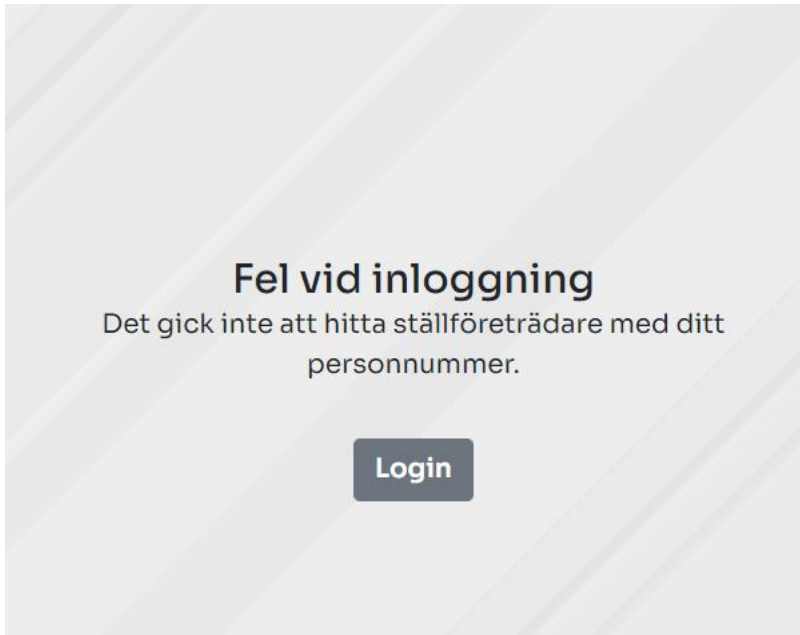 Fel vid inloggning
Det gick inte att hitta ställföreträdare med ditt
personnummer.
Login